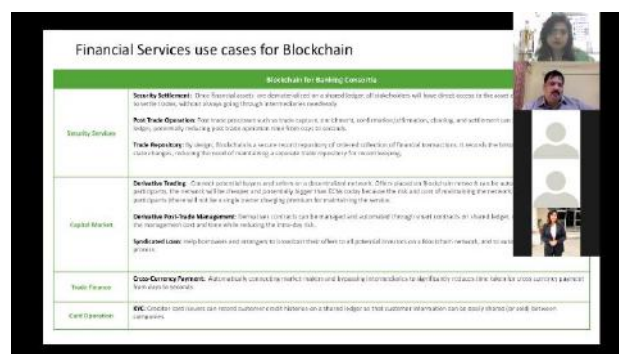 Financial Services use cases for Blockchain
Blockchain for Banking Consortia
Security Services
Security Settlement: Once financial assets are dematerialized on a shared ledger, all stakeholders will have direct access to the asset
to settle trades, without always going through intermediaries needlessly.
Post Trade Operation: Post trade processes such as trade capture, enrichment, confirmation/affirmation, clearing, and settlement can
ledger, potentially reducing post trade operation time from days to seconds.
Trade Repository: By design, Blockchain is a secure record repository of ordered collection of financial transactions. It records the
state changes, reducing the need of maintaining a separate trade repository for record keeping.
Capital Market
Derivative Trading: Connect potential buyers and sellers on a decentralized network. Offers placed on Blockchain network can be
participants, the network will be cheaper and potentially bigger than ECNs today because the risk and cost of maintaining the network
participants (there will not be a single owner charging premium for maintaining the service.
Derivative Post-Trade Management: Derivatives contracts can be managed and automated through smart contracts on shared ledger,
the management cost and time while reducing the intra-day risk.
Syndicated Loan: Help borrowers and arrangers to broadcast their offers to all potential investors on a Blockchain network, and to
process.
Trade Finance
Cross-Currency Payment: Automatically connecting market makers and bypassing intermediaries to significantly reduces time taken for cross currency payment
from days to seconds.
Card Operation
KYC: Creditor card issuers can record customer credit histories on a shared ledger so that customer information can be easily shared (or sold) between
companies.